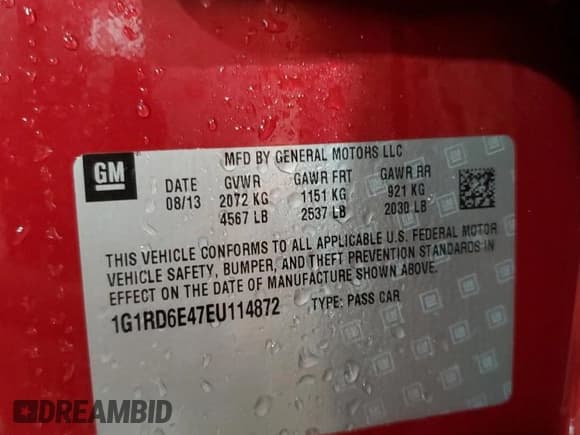 GM
MFD BY GENERAL MOTORS LLC
DATE GVWR GAWR FRT GAWR RR
08/13 2072 KG 1151 KG 921 KG
4567 LB 2537 LB 2030 LB
THIS VEHICLE CONFORMS TO ALL APPLICABLE U.S. FEDERAL MOTOR
VEHICLE SAFETY, BUMPER, AND THEFT PREVENTION STANDARDS IN
EFFECT ON THE DATE OF MANUFACTURE SHOWN ABOVE.
1G1RD6E47EU114872 TYPE: PASS CAR
DREAMBID